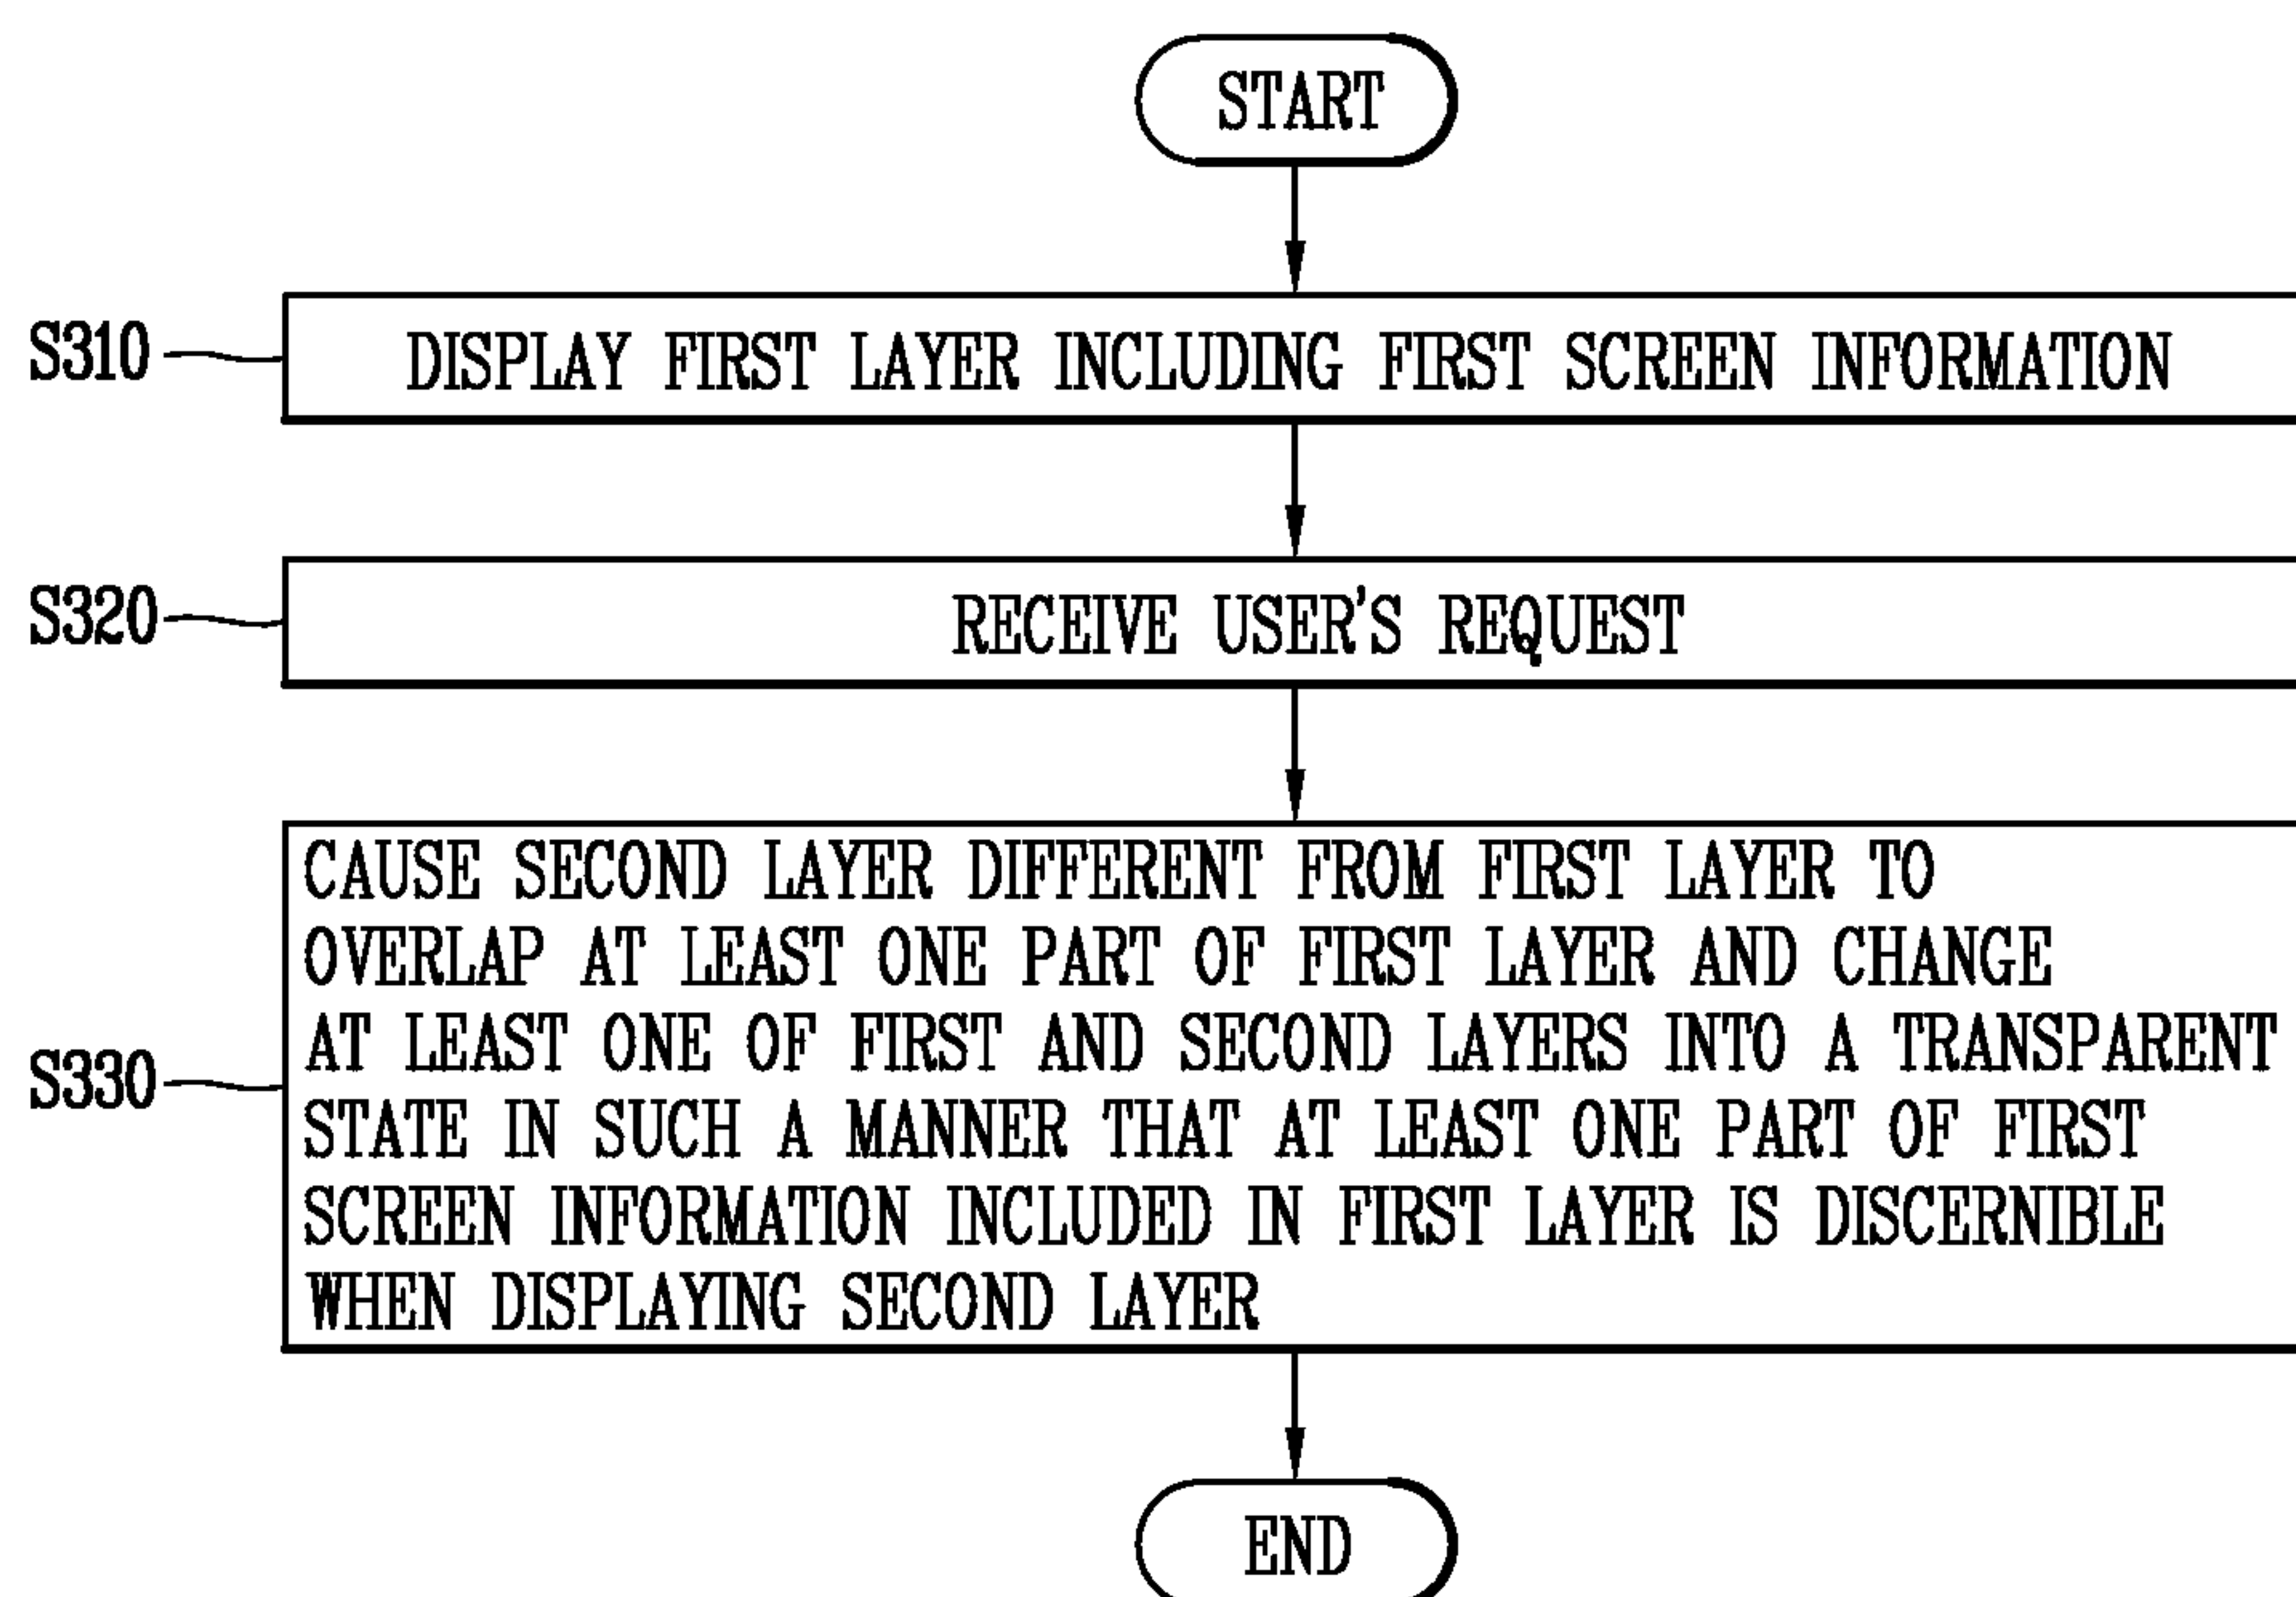 START
S310
DISPLAY FIRST LAYER INCLUDING FIRST SCREEN INFORMATION
S320
RECEIVE USER'S REQUEST
S330
CAUSE SECOND LAYER DIFFERENT FROM FIRST LAYER TO
OVERLAP AT LEAST ONE PART OF FIRST LAYER AND CHANGE
AT LEAST ONE OF FIRST AND SECOND LAYERS INTO A TRANSPARENT
STATE IN SUCH A MANNER THAT AT LEAST ONE PART OF FIRST
SCREEN INFORMATION INCLUDED IN FIRST LAYER IS DISCERNIBLE
WHEN DISPLAYING SECOND LAYER
END